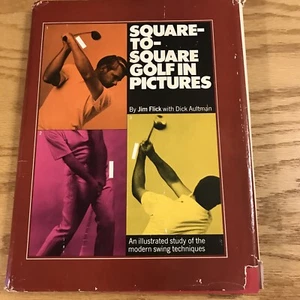 SQUARE-
TO-
SQUARE
GOLF IN
PICTURES
By Jim Flick with Dick Aultman
An illustrated study of the
modern swing techniques